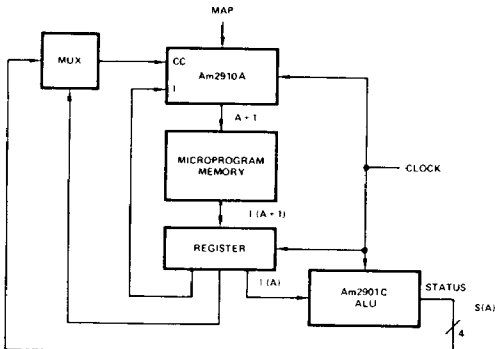 MAP
MUX
CC
Am2910A
I
A + 1
MICROPROGRAM
MEMORY
CLOCK
I (A + 1)
REGISTER
I (A)
Am2901C
ALU
STATUS
S(A)
4